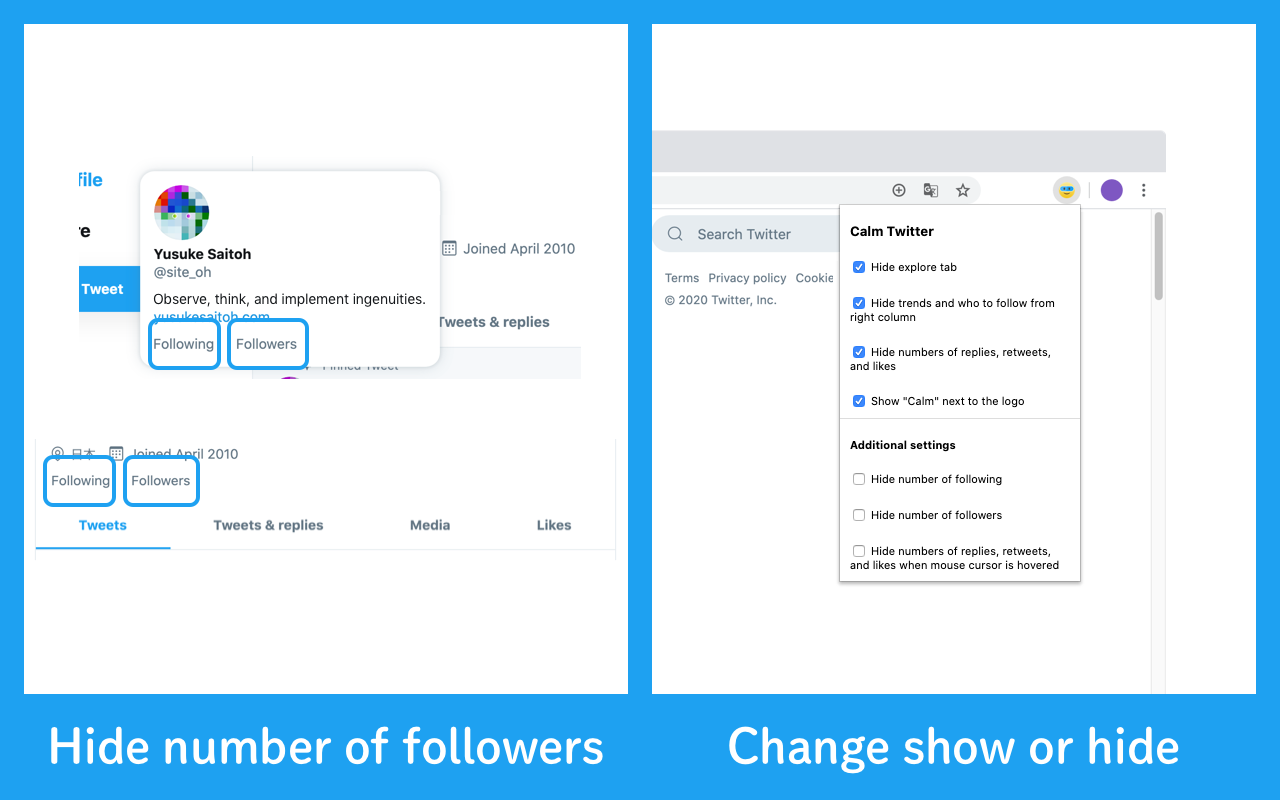 file
re
Tweet
Yusuke Saitoh
@site_oh
Observe, think, and implement ingenuities.
yusukesaitoh.com
Following Followers
Joined April 2010
Tweets & replies
Pinned Tweet
日本 Joined April 2010
Following Followers
Tweets Tweets & replies Media Likes
Hide number of followers
Search Twitter
Terms Privacy policy Cookie
© 2020 Twitter, Inc.
Calm Twitter
Hide explore tab
Hide trends and who to follow from
right column
Hide numbers of replies, retweets,
and likes
Show "Calm" next to the logo
Additional settings
Hide number of following
Hide number of followers
Hide numbers of replies, retweets,
and likes when mouse cursor is hovered
Change show or hide